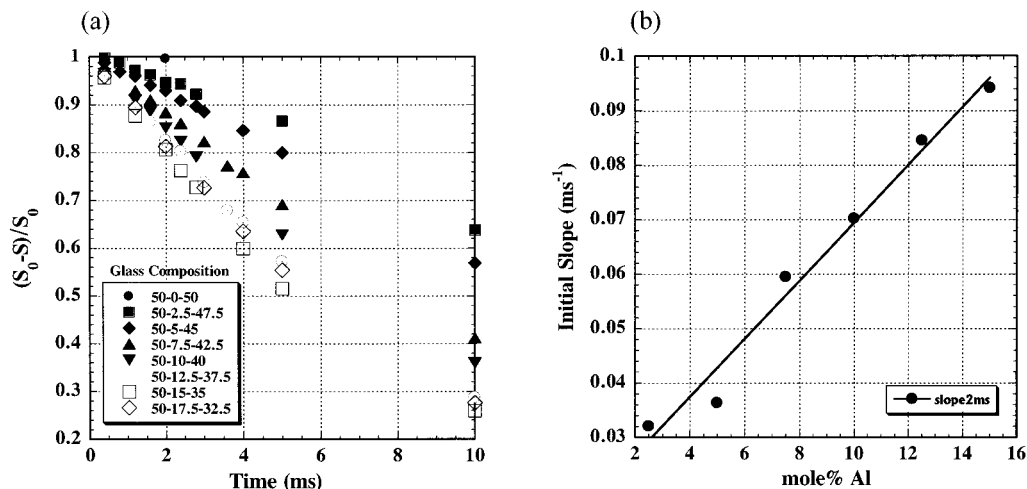 (a)
1
0.9
0.8
0.7
0.6
0.5
0.4
0.3
0.2
(S₀-S)/S₀
Glass Composition
50-0-50
50-2.5-47.5
50-5-45
50-7.5-42.5
50-10-40
50-12.5-37.5
50-15-35
50-17.5-32.5
0 2 4 6 8 10
Time (ms)
(b)
0.1
0.09
0.08
0.07
0.06
0.05
0.04
0.03
Initial Slope (ms⁻¹)
slope2ms
2 4 6 8 10 12 14 16
mole% Al